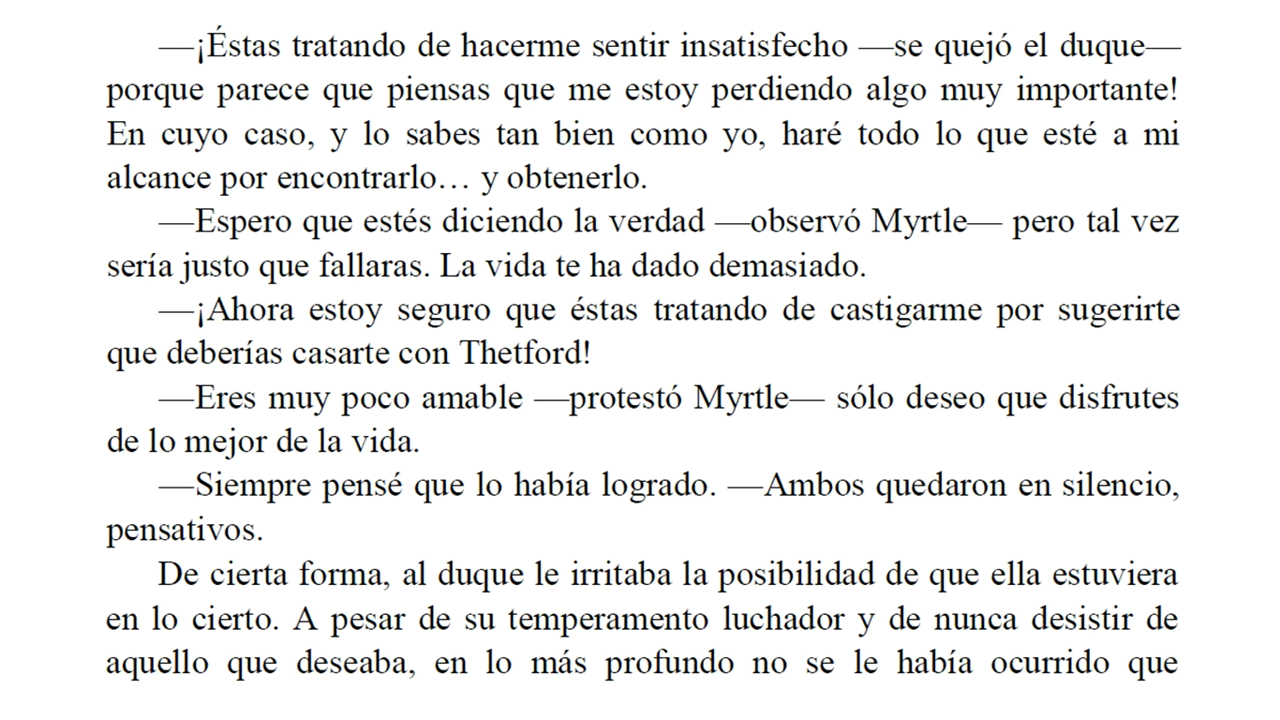 —¡Éstas tratando de hacerme sentir insatisfecho —se quejó el duque—
porque parece que piensas que me estoy perdiendo algo muy importante!
En cuyo caso, y lo sabes tan bien como yo, haré todo lo que esté a mi
alcance por encontrarlo… y obtenerlo.
—Espero que estés diciendo la verdad —observó Myrtle— pero tal vez
sería justo que fallaras. La vida te ha dado demasiado.
—¡Ahora estoy seguro que éstas tratando de castigarme por sugerirte
que deberías casarte con Thetford!
—Eres muy poco amable —protestó Myrtle— sólo deseo que disfrutes
de lo mejor de la vida.
—Siempre pensé que lo había logrado. —Ambos quedaron en silencio,
pensativos.
De cierta forma, al duque le irritaba la posibilidad de que ella estuviera
en lo cierto. A pesar de su temperamento luchador y de nunca desistir de
aquello que deseaba, en lo más profundo no se le había ocurrido que